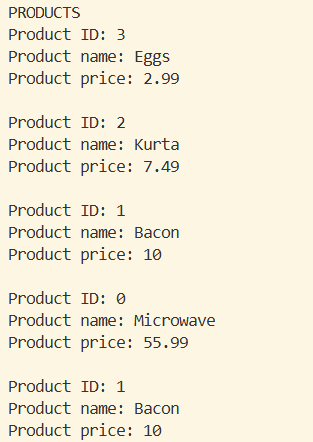 PRODUCTS
Product ID: 3
Product name: Eggs
Product price: 2.99
Product ID: 2
Product name: Kurta
Product price: 7.49
Product ID: 1
Product name: Bacon
Product price: 10
Product ID: 0
Product name: Microwave
Product price: 55.99
Product ID: 1
Product name: Bacon
Product price: 10